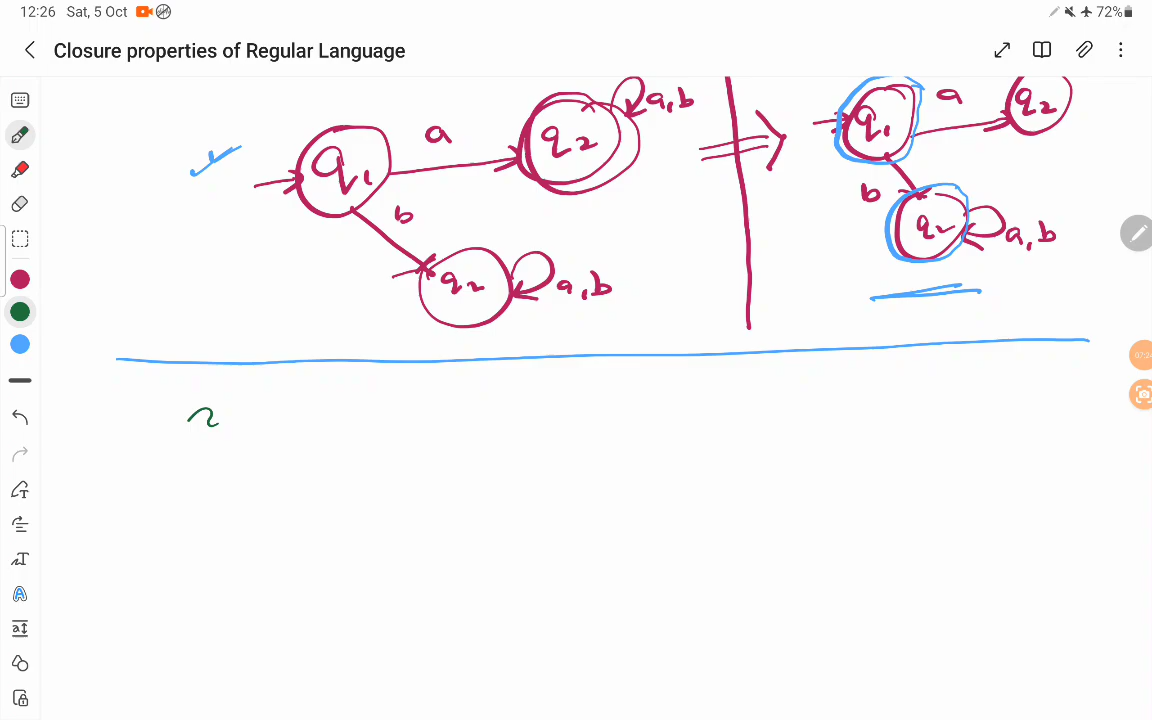 12:26 Sat, 5 Oct 72%
Closure properties of Regular Language
q1 a q2 a,b
b
q2 a,b
q1 a q2
b
q2 a,b